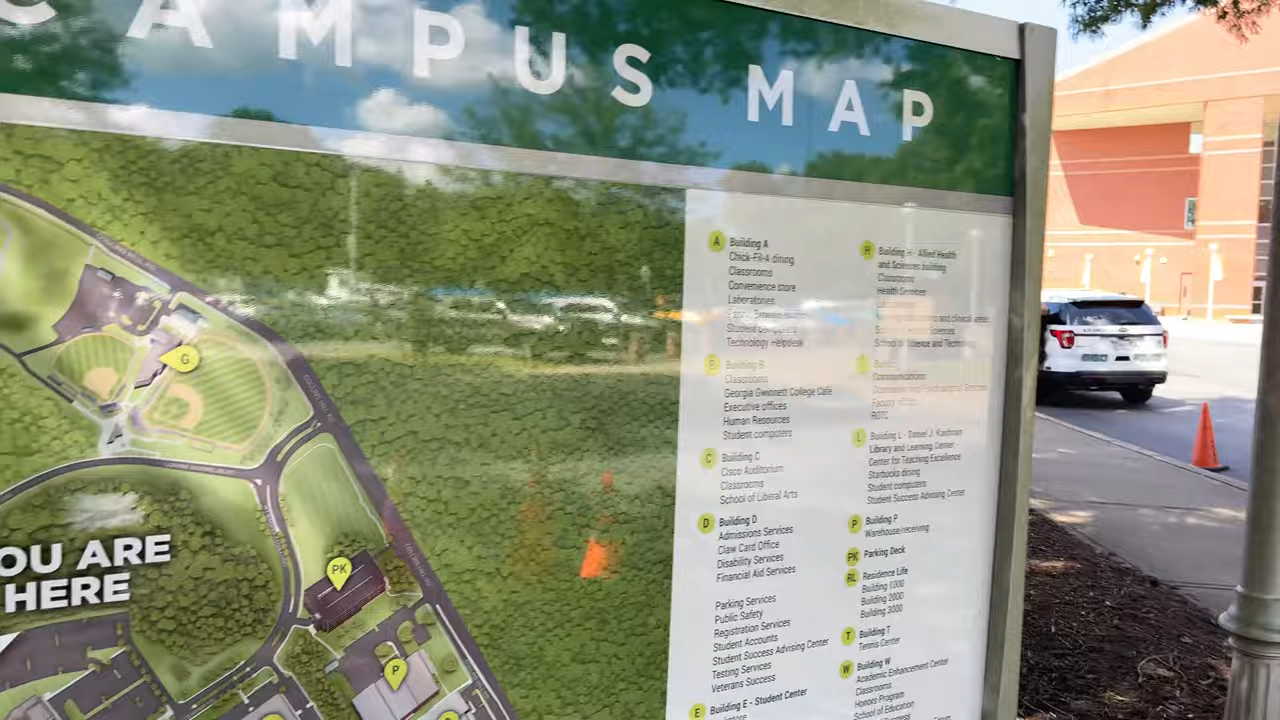 CAMPUS MAP
G
PK
P
OU ARE
HERE
A Building A
Chick-Fil-A dining
Classrooms
Convenience store
Laboratories
Student computers
Technology Helpdesk
B Building B
Classrooms
Georgia Gwinnett College Cafe
Executive offices
Human Resources
Student computers
C Building C
Cisco Auditorium
Classrooms
School of Liberal Arts
D Building D
Admissions Services
Claw Card Office
Disability Services
Financial Aid Services
Parking Services
Public Safety
Registration Services
Student Accounts
Student Success Advising Center
Testing Services
Veterans Success
E Building E - Student Center
H Building H - Allied Health
and Sciences building
Classrooms
Health Services
School of Science and Technology
Communications
Faculty offices
ROTC
L Building L - Daniel J. Kaufman
Library and Learning Center
Center for Teaching Excellence
Starbucks dining
Student computers
Student Success Advising Center
P Building P
Warehouse/receiving
PK Parking Deck
RL Residence Life
Building 1000
Building 2000
Building 3000
T Building T
Tennis Center
W Building W
Academic Enhancement Center
Classrooms
Honors Program
School of Education